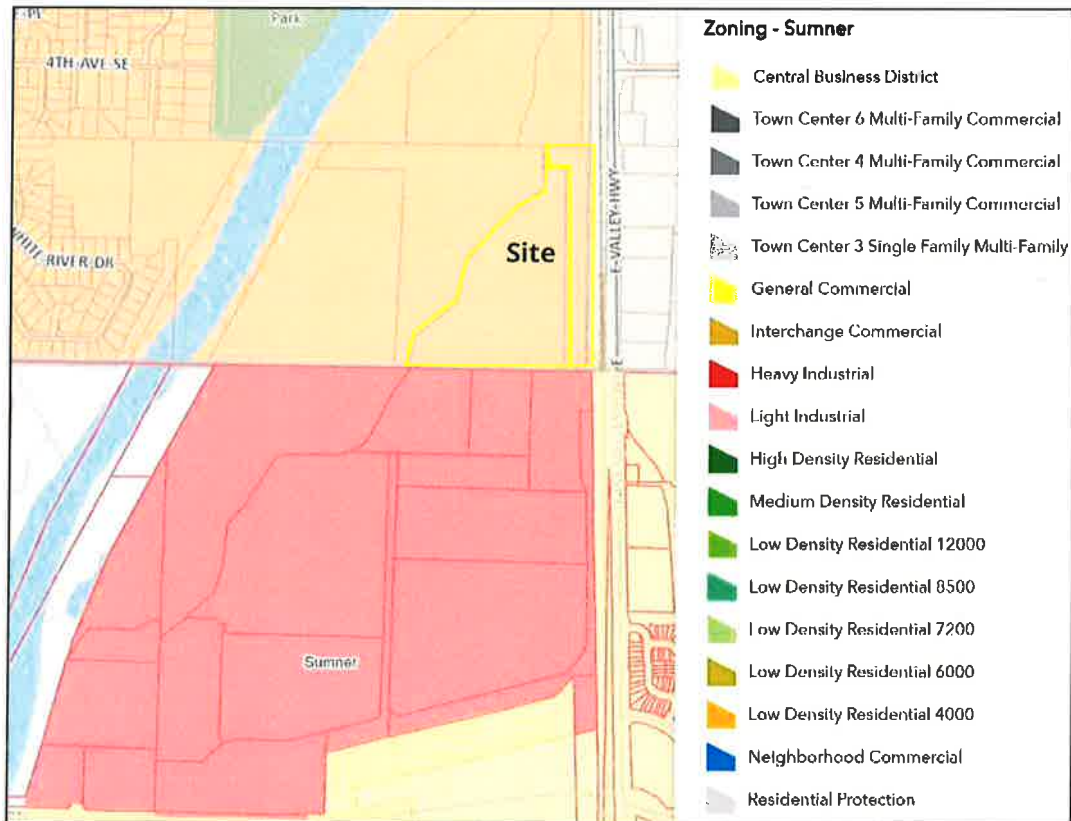 Park
4TH-AVE SE
WHITE-RIVER-DR
Site
E-VALLEY-HWY
Sumner
Zoning - Sumner
Central Business District
Town Center 6 Multi-Family Commercial
Town Center 4 Multi-Family Commercial
Town Center 5 Multi-Family Commercial
Town Center 3 Single Family Multi-Family
General Commercial
Interchange Commercial
Heavy Industrial
Light Industrial
High Density Residential
Medium Density Residential
Low Density Residential 12000
Low Density Residential 8500
Low Density Residential 7200
Low Density Residential 6000
Low Density Residential 4000
Neighborhood Commercial
Residential Protection